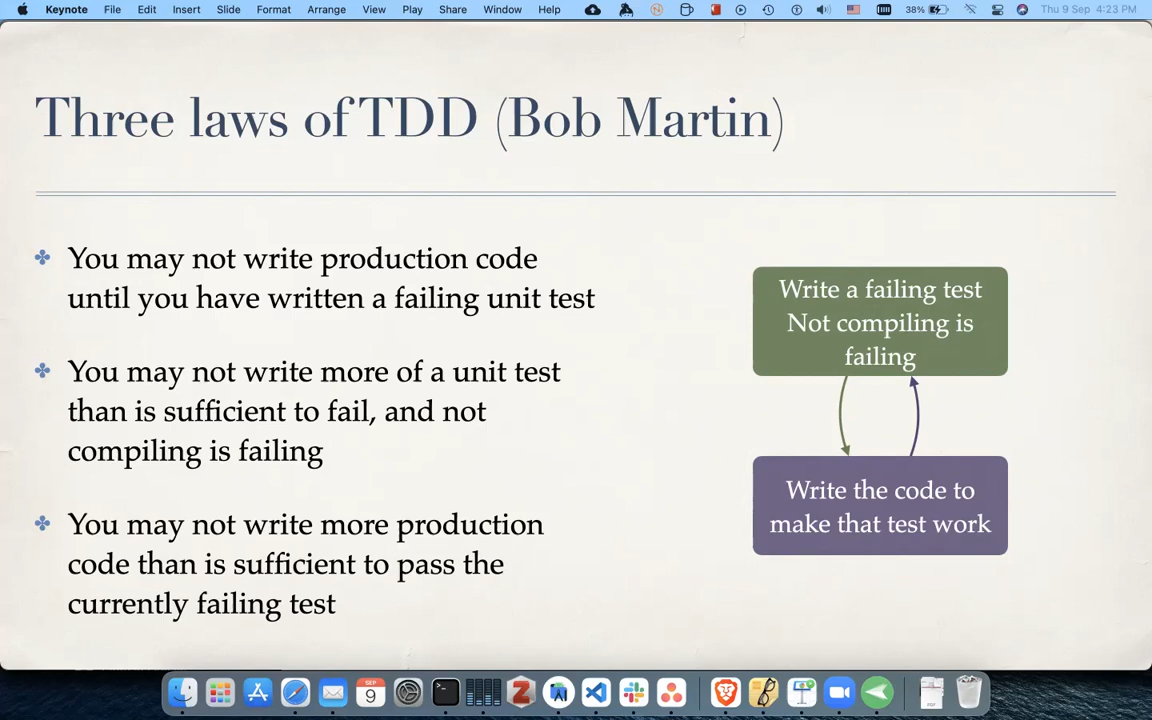 Keynote File Edit Insert Slide Format Arrange View Play Share Window Help 38% Thu 9 Sep 4:23 PM
Three laws of TDD (Bob Martin)
You may not write production code
until you have written a failing unit test
You may not write more of a unit test
than is sufficient to fail, and not
compiling is failing
You may not write more production
code than is sufficient to pass the
currently failing test
Write a failing test
Not compiling is
failing
Write the code to
make that test work
SEP
9